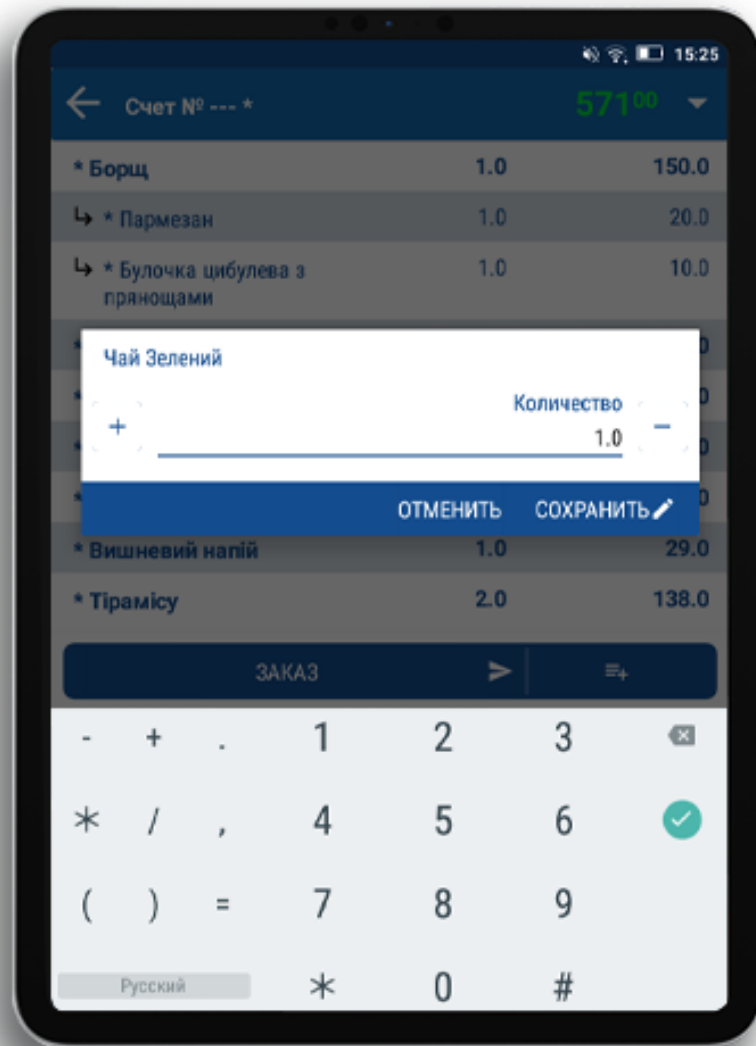 15:25
Счет № --- * 571⁰⁰
* Борщ 1.0 150.0
* Пармезан 1.0 20.0
* Булочка цибулева з 1.0 10.0
прянощами
Чай Зелений
Количество
+ 1.0 −
ОТМЕНИТЬ СОХРАНИТЬ
* Вишневий напій 1.0 29.0
* Тірамісу 2.0 138.0
ЗАКАЗ
- + . 1 2 3
* / , 4 5 6
( ) = 7 8 9
Русский * 0 #